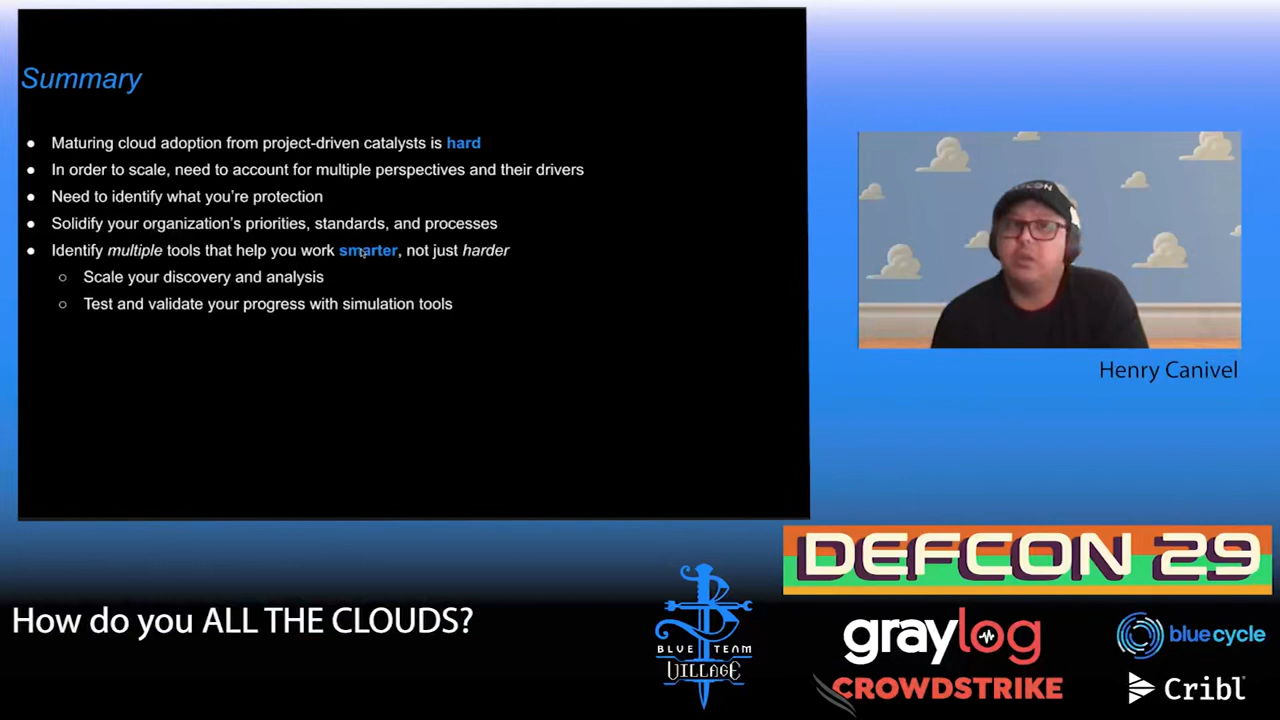 Summary
● Maturing cloud adoption from project-driven catalysts is hard
● In order to scale, need to account for multiple perspectives and their drivers
● Need to identify what you're protection
● Solidify your organization's priorities, standards, and processes
● Identify multiple tools that help you work smarter, not just harder
○ Scale your discovery and analysis
○ Test and validate your progress with simulation tools
Henry Canivel
DEFCON 29
How do you ALL THE CLOUDS?
BLUE TEAM
VILLAGE
graylog
bluecycle
CROWDSTRIKE
Cribl